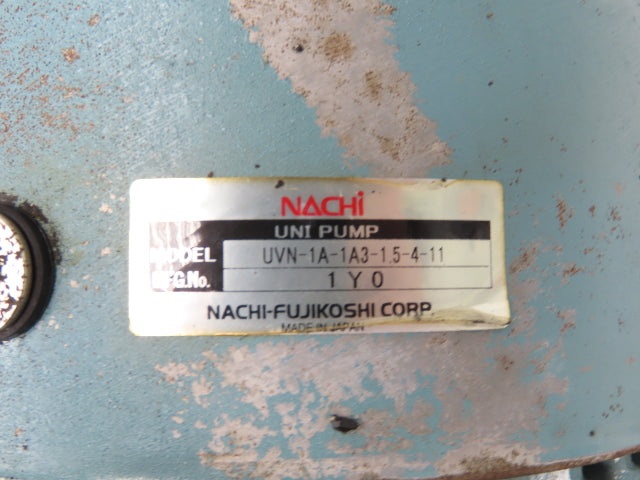 NACHi
UNI PUMP
MODEL UVN-1A-1A3-1.5-4-11
MFG.No. 1Y0
NACHI-FUJIKOSHI CORP.
MADE IN JAPAN